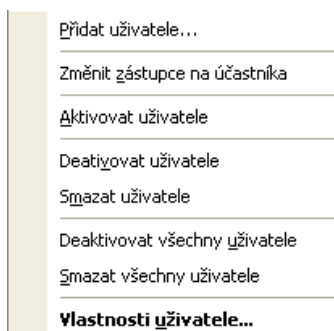 Přidat uživatele...
Změnit zástupce na účastníka
Aktivovat uživatele
Deativovat uživatele
Smazat uživatele
Deaktivovat všechny uživatele
Smazat všechny uživatele
Vlastnosti uživatele...